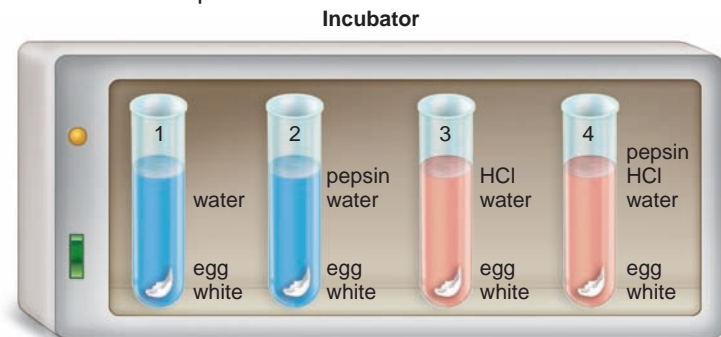 Incubator
1
2
3
4
water
pepsin
water
HCl
water
pepsin
HCl
water
egg
white
egg
white
egg
white
egg
white